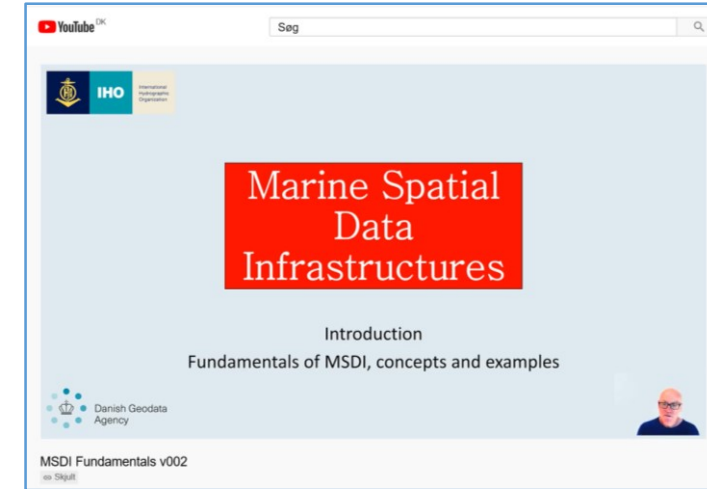 YouTube DK
Søg
IHO
International
Hydrographic
Organization
Marine Spatial
Data
Infrastructures
Introduction
Fundamentals of MSDI, concepts and examples
Danish Geodata
Agency
MSDI Fundamentals v002
Skjult